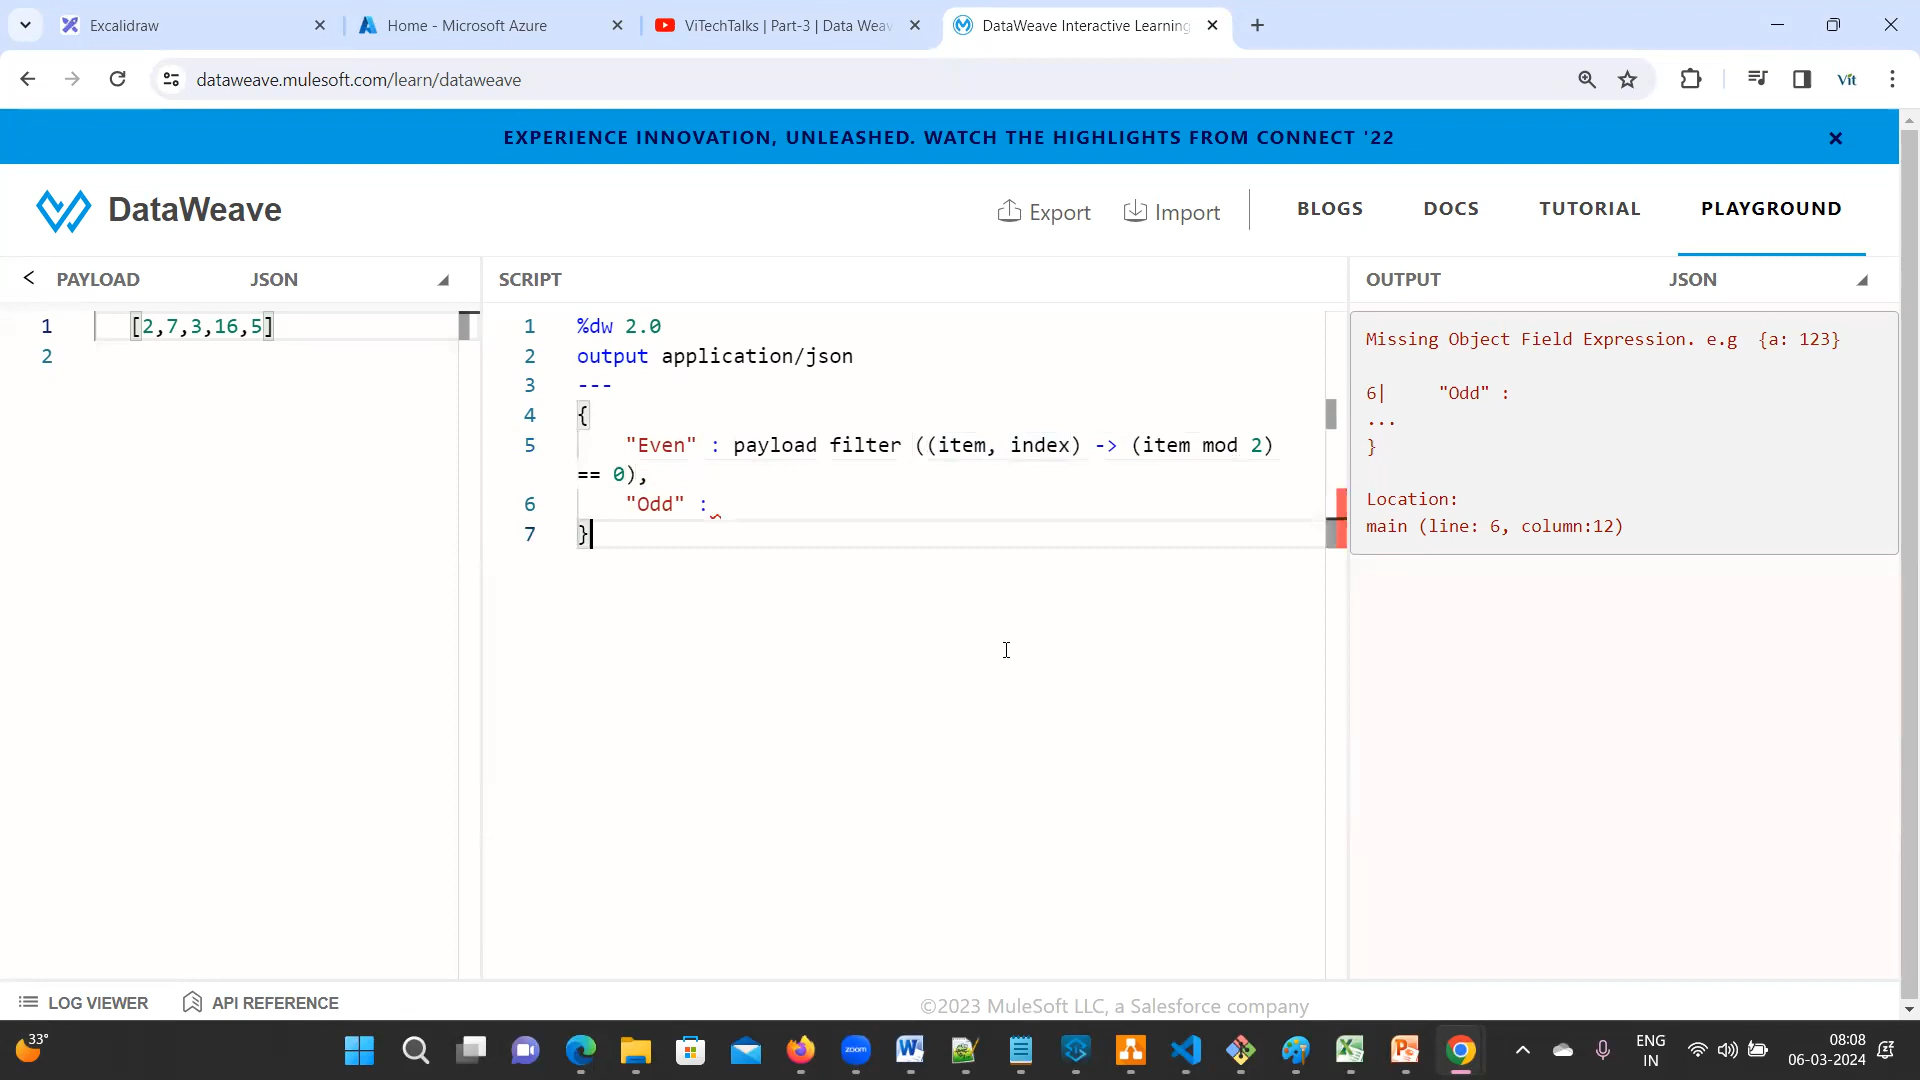 Excalidraw
Home - Microsoft Azure
ViTechTalks | Part-3 | Data Weav
DataWeave Interactive Learning
dataweave.mulesoft.com/learn/dataweave
Vit
EXPERIENCE INNOVATION, UNLEASHED. WATCH THE HIGHLIGHTS FROM CONNECT '22
DataWeave
Export
Import
BLOGS
DOCS
TUTORIAL
PLAYGROUND
PAYLOAD
JSON
1 [2,7,3,16,5]
2
SCRIPT
1 %dw 2.0
2 output application/json
3 ---
4 {
5 "Even" : payload filter ((item, index) -> (item mod 2)
== 0),
6 "Odd" :
7 }
OUTPUT
JSON
Missing Object Field Expression. e.g {a: 123}
6| "Odd" :
...
}
Location:
main (line: 6, column:12)
LOG VIEWER
API REFERENCE
©2023 MuleSoft LLC, a Salesforce company
33°
zoom
ENG
IN
08:08
06-03-2024